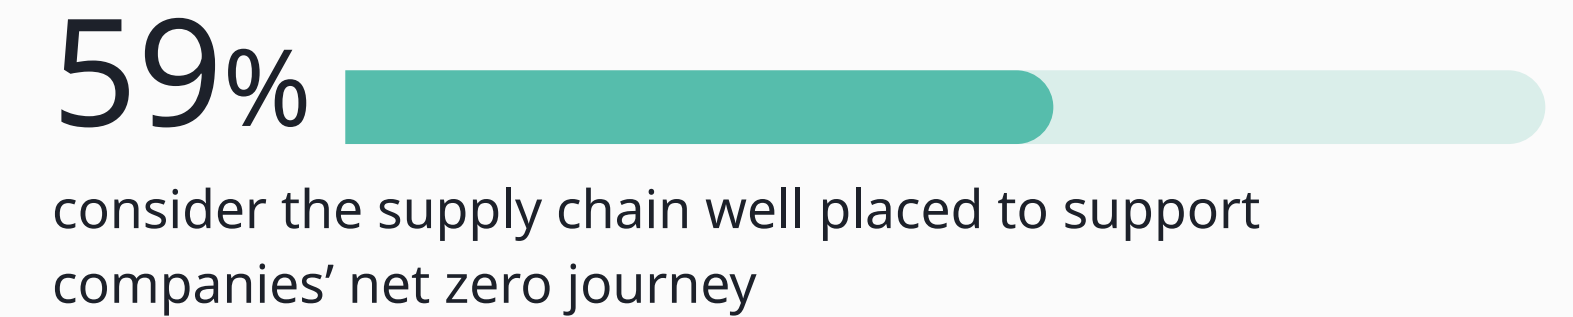 59%
consider the supply chain well placed to support
companies’ net zero journey